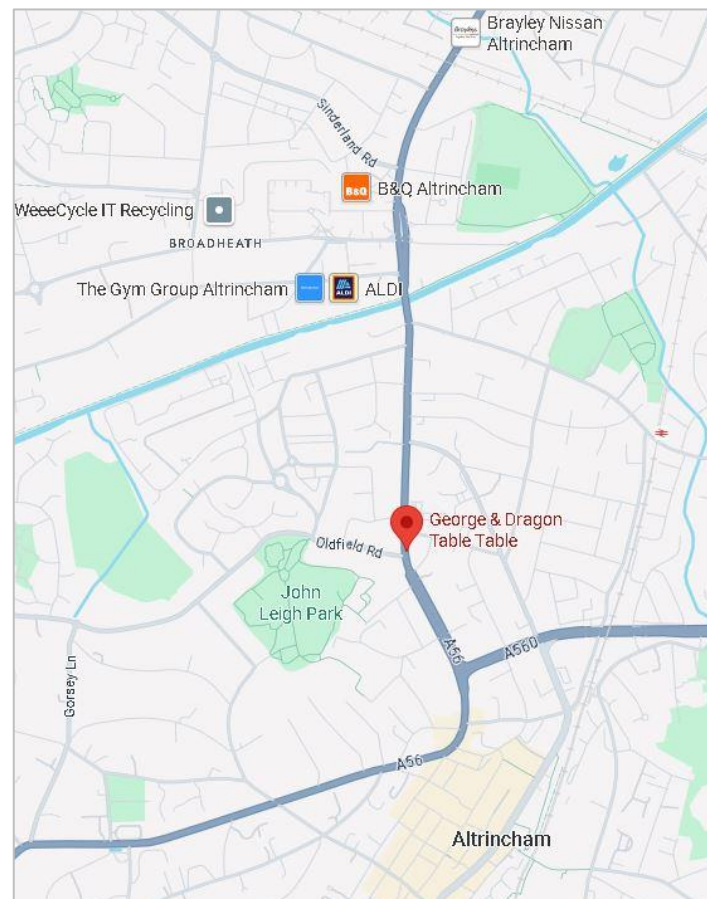 Brayley Nissan
Altrincham
Sinderland Rd
B&Q
B&Q Altrincham
WeeeCycle IT Recycling
BROADHEATH
The Gym Group Altrincham
ALDI
ALDI
George & Dragon
Table Table
Oldfield Rd
John
Leigh Park
A56
A560
Gorsey Ln
A56
Altrincham